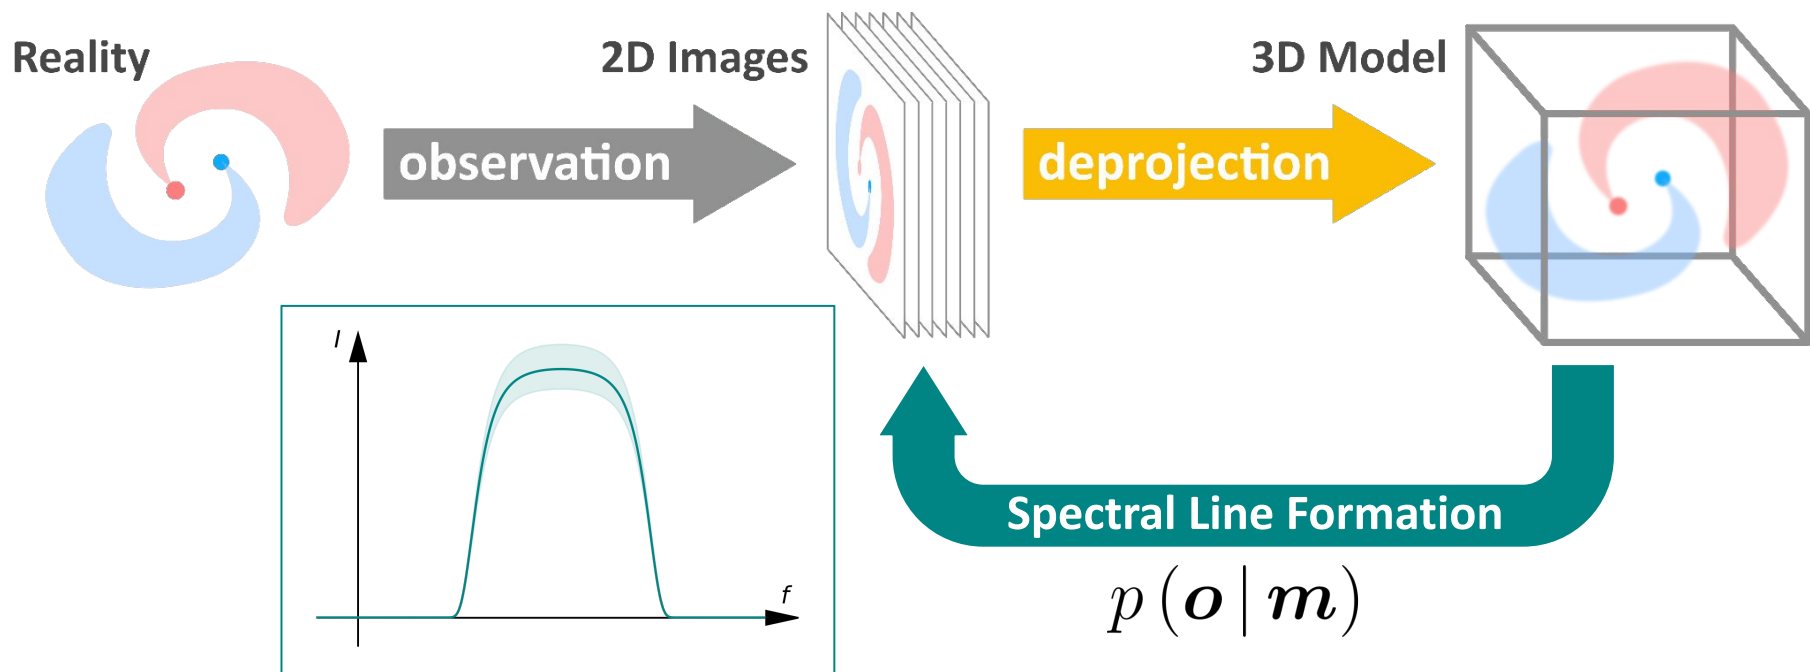 Reality
2D Images
3D Model
observation
deprojection
I
f
Spectral Line Formation
p (o | m)